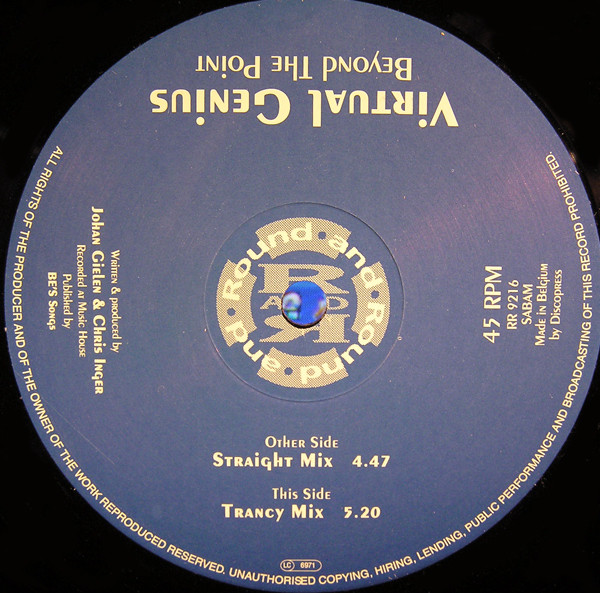 Virtual Genius
Beyond The Point
Written & produced by
Johan Gielen & Chris Inger
Recorded at Music House
Published by
BE'S Songs
Round and Round and
R
AND
R
45 RPM
RR 9216
SABAM
Made in Belgium
by Discopress
Other Side
Straight Mix 4.47
This Side
Trancy Mix 5.20
LC 6971
ALL RIGHTS OF THE PRODUCER AND OF THE OWNER OF THE WORK REPRODUCED RESERVED. UNAUTHORISED COPYING, HIRING, LENDING, PUBLIC PERFORMANCE AND BROADCASTING OF THIS RECORD PROHIBITED.